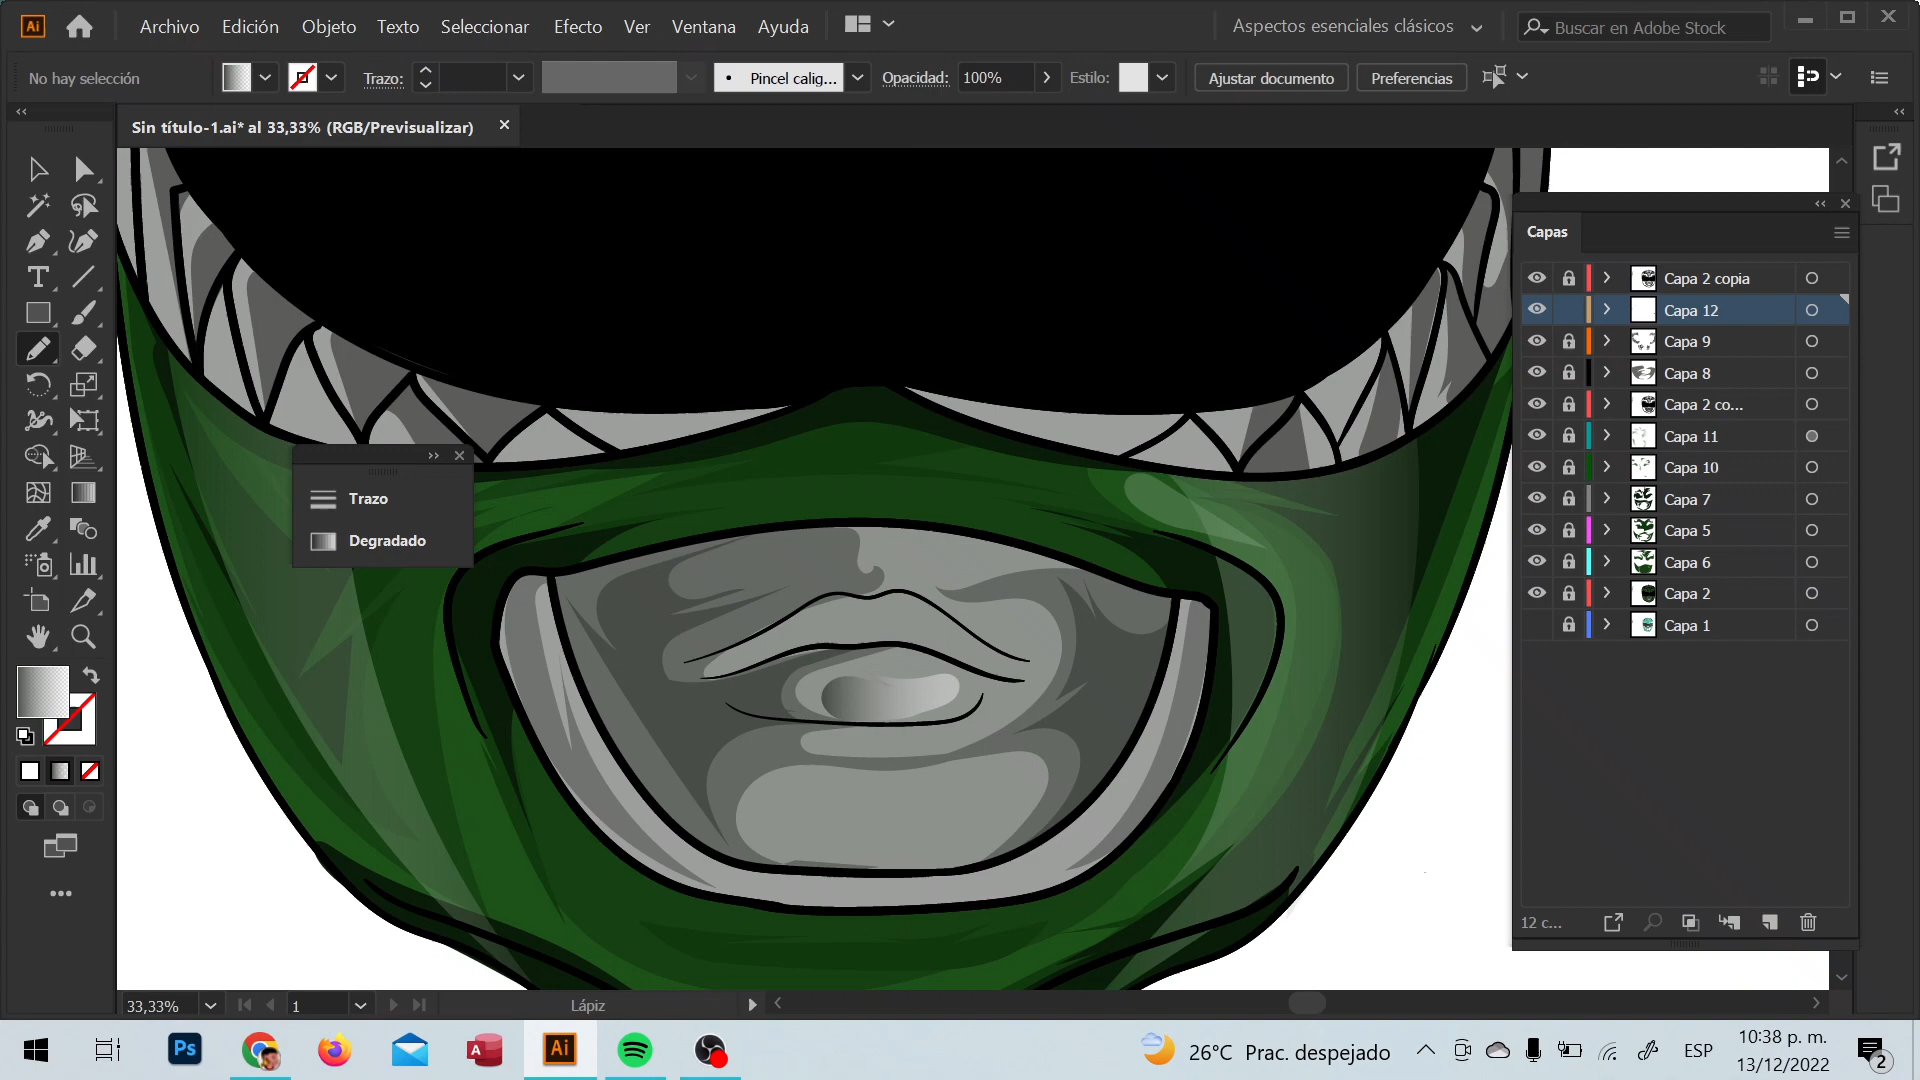 Ai
Archivo
Edición
Objeto
Texto
Seleccionar
Efecto
Ver
Ventana
Ayuda
Aspectos esenciales clásicos
Buscar en Adobe Stock
No hay selección
Trazo:
Pincel calig...
Opacidad:
100%
Estilo:
Ajustar documento
Preferencias
Sin título-1.ai* al 33,33% (RGB/Previsualizar)
Capas
Capa 2 copia
Capa 12
Capa 9
Capa 8
Capa 2 co...
Capa 11
Capa 10
Capa 7
Capa 5
Capa 6
Capa 2
Capa 1
12 c...
Trazo
Degradado
33,33%
1
Lápiz
Ps
A
Ai
26°C Prac. despejado
ESP
10:38 p. m.
13/12/2022
2